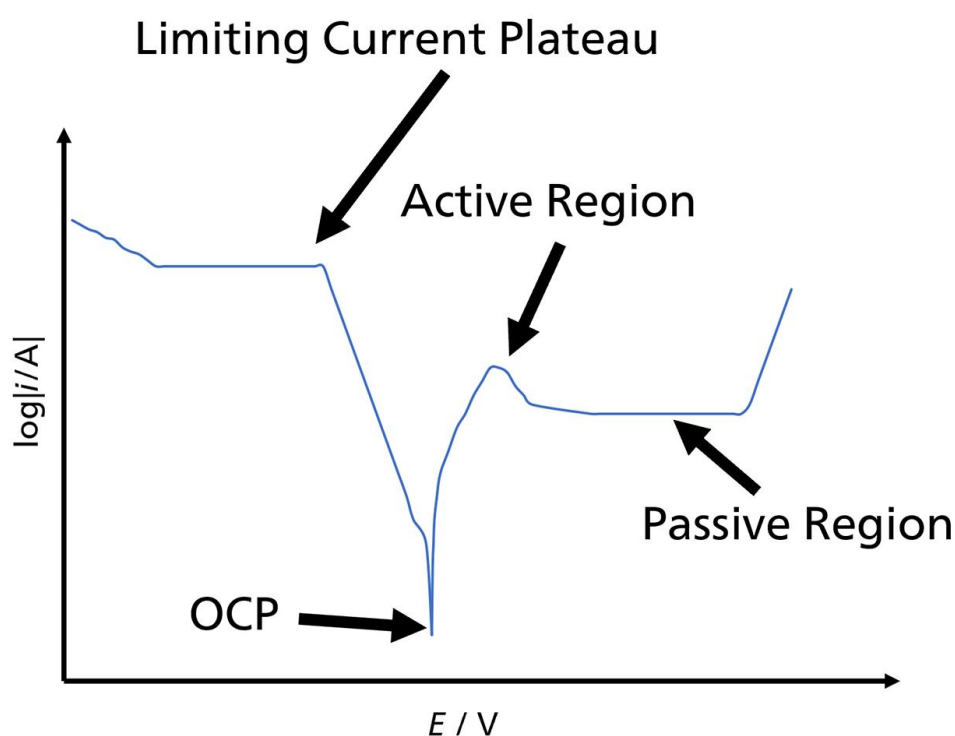 Limiting Current Plateau
Active Region
log|i/A|
Passive Region
OCP
E / V